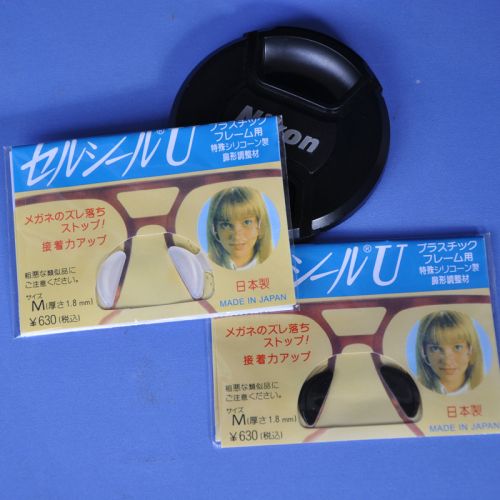 Nikon
セルシール®U
プラスチック
フレーム用
特殊シリコーン製
鼻形調整材
メガネのズレ落ち
ストップ!
接着力アップ
粗悪な類似品に
ご注意ください。
サイズ
M(厚さ1.8mm)
¥630(税込)
日本製
MADE IN JAPAN
シールU®
プラスチック
フレーム用
特殊シリコーン製
鼻形調整材
メガネのズレ落ち
ストップ!
接着力アップ
粗悪な類似品に
ご注意ください。
サイズ
M(厚さ1.8mm)
¥630(税込)
日本製
MADE IN JAPAN